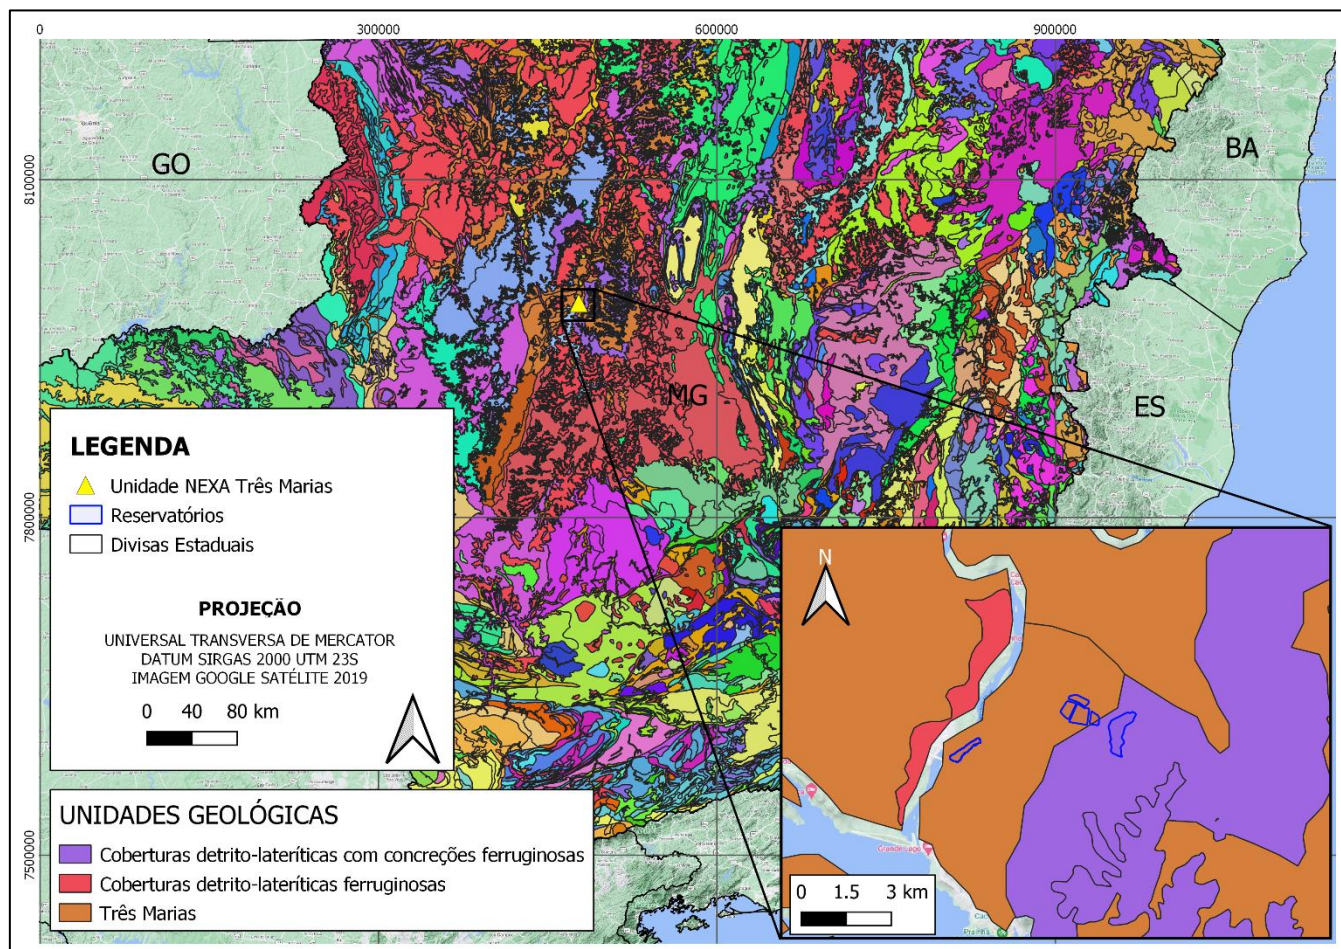 0
300000
600000
900000
8100000
7800000
7500000
GO
BA
MG
ES
LEGENDA
Unidade NEXA Três Marias
Reservatórios
Divisas Estaduais
PROJEÇÃO
UNIVERSAL TRANSVERSA DE MERCATOR
DATUM SIRGAS 2000 UTM 23S
IMAGEM GOOGLE SATÉLITE 2019
0 40 80 km
UNIDADES GEOLÓGICAS
Coberturas detrito-lateríticas com concreções ferruginosas
Coberturas detrito-lateríticas ferruginosas
Três Marias
N
Grande Lago
0 1.5 3 km